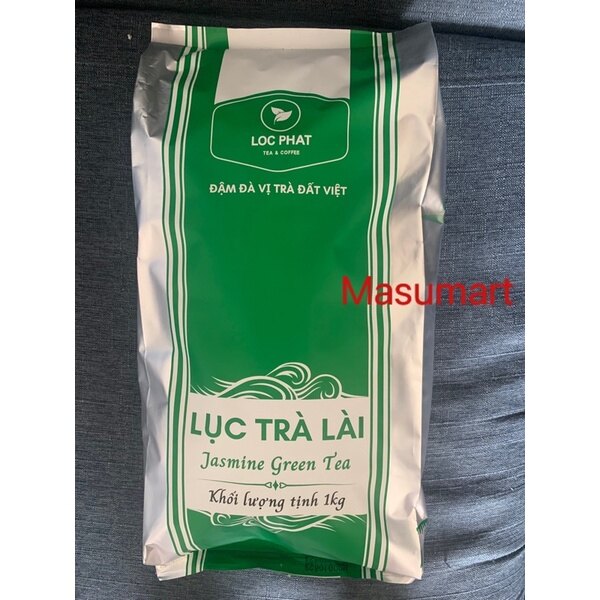 LOC PHAT
TEA & COFFEE
ĐẬM ĐÀ VỊ TRÀ ĐẤT VIỆT
Masumart
LỤC TRÀ LÀI
Jasmine Green Tea
Khối lượng tịnh 1kg